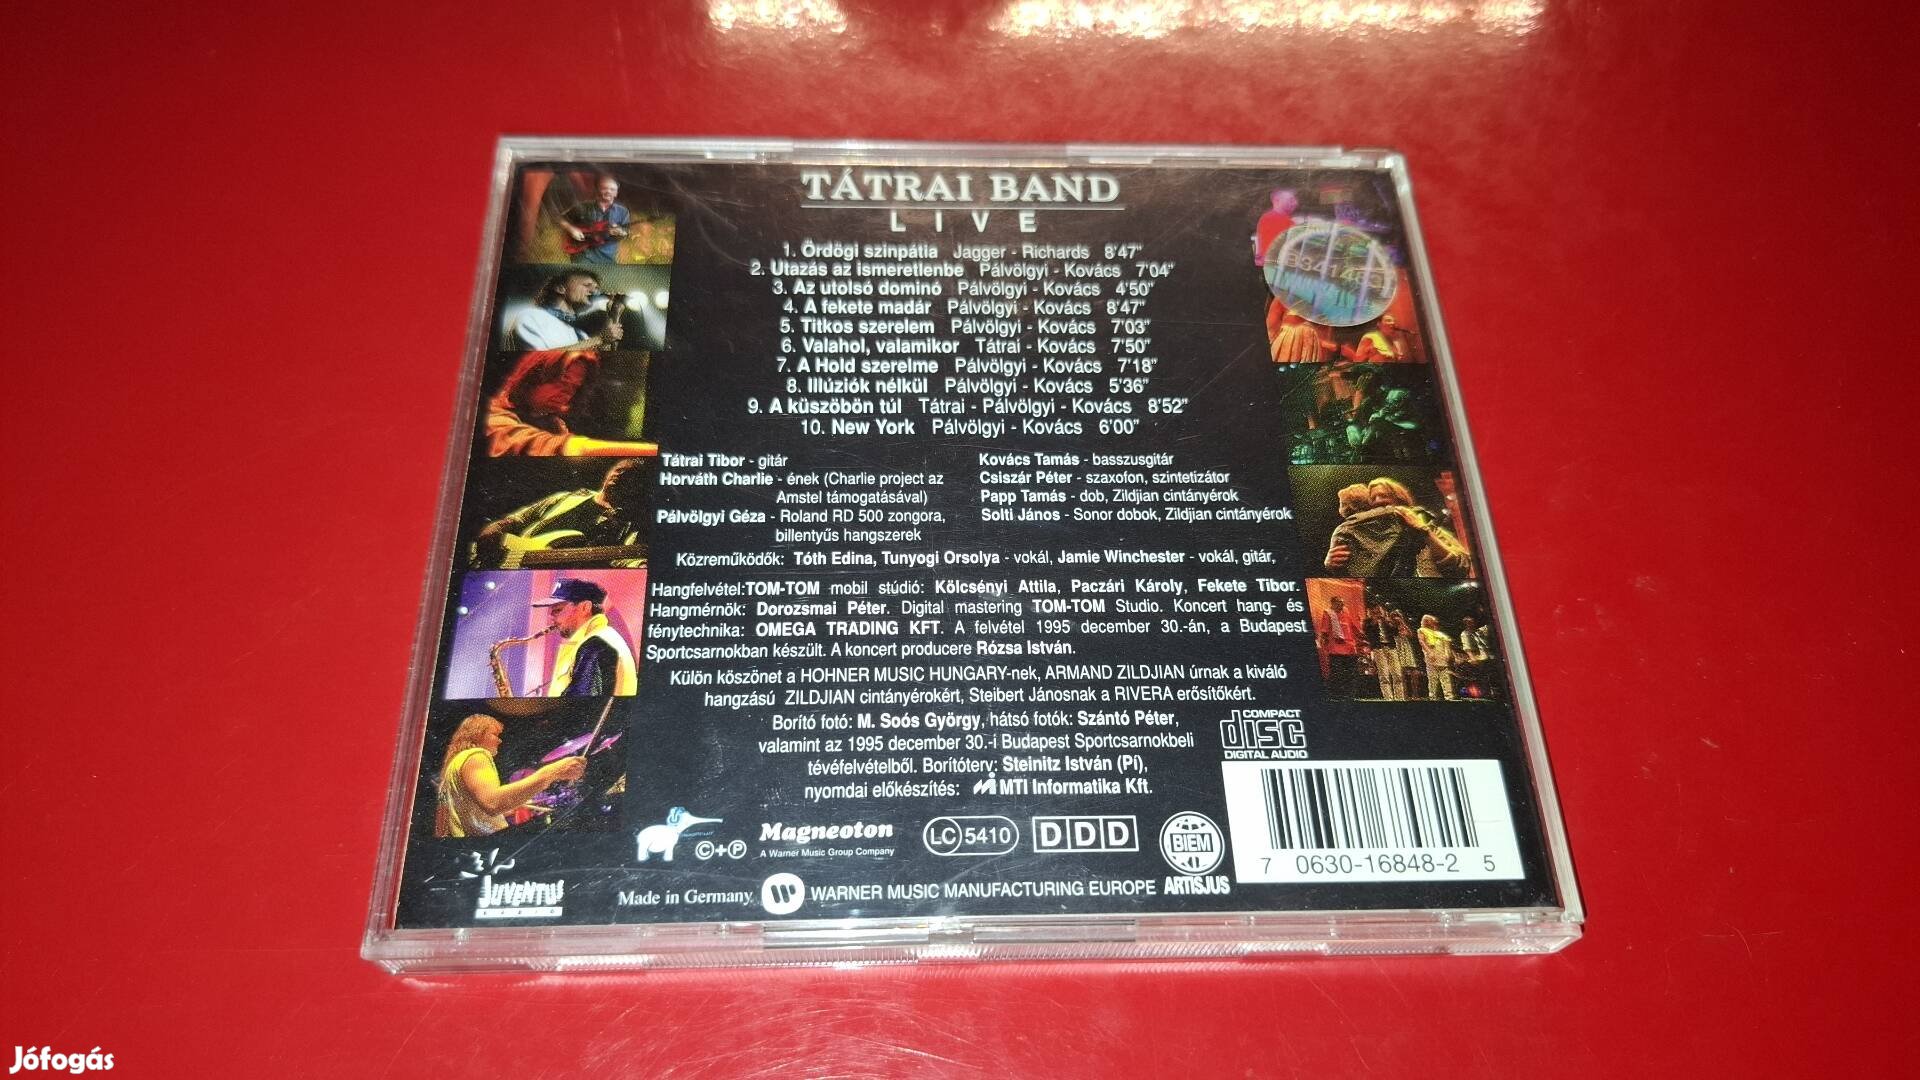 TÁTRAI BAND
LIVE
1. Ördögi szinpátia Jagger - Richards 8'47"
2. Utazás az ismeretlenbe Pálvölgyi - Kovács 7'04"
3. Az utolsó dominó Pálvölgyi - Kovács 4'50"
4. A fekete madár Pálvölgyi - Kovács 8'47"
5. Titkos szerelem Pálvölgyi - Kovács 7'03"
6. Valahol, valamikor Tátrai - Kovács 7'50"
7. A Hold szerelme Pálvölgyi - Kovács 7'18"
8. Illúziók nélkül Pálvölgyi - Kovács 5'36"
9. A küszöbön túl Tátrai - Pálvölgyi - Kovács 8'52"
10. New York Pálvölgyi - Kovács 6'00"
Tátrai Tibor - gitár
Horváth Charlie - ének (Charlie project az
Amstel támogatásával)
Pálvölgyi Géza - Roland RD 500 zongora,
billentyűs hangszerek
Kovács Tamás - basszusgitár
Csiszár Péter - szaxofon, szintetizátor
Papp Tamás - dob, Zildjian cintányérok
Solti János - Sonor dobok, Zildjian cintányérok
Közreműködők: Tóth Edina, Tunyogi Orsolya - vokál, Jamie Winchester - vokál, gitár,
Hangfelvétel:TOM-TOM mobil stúdió: Kölcsényi Attila, Paczári Károly, Fekete Tibor.
Hangmérnök: Dorozsmai Péter. Digital mastering TOM-TOM Studio. Koncert hang- és
fénytechnika: OMEGA TRADING KFT. A felvétel 1995 december 30.-án, a Budapest
Sportcsarnokban készült. A koncert producere Rózsa István.
Külön köszönet a HOHNER MUSIC HUNGARY-nek, ARMAND ZILDJIAN úrnak a kiváló
hangzású ZILDJIAN cintányérokért, Steibert Jánosnak a RIVERA erősítőkért.
Borító fotó: M. Soós György, hátsó fotók: Szántó Péter,
valamint az 1995 december 30.-i Budapest Sportcsarnokbeli
tévéfelvételből. Borítóterv: Steinitz István (Pí),
nyomdai előkészítés: MTI Informatika Kft.
COMPACT
disc
DIGITAL AUDIO
©+℗ Magneoton
A Warner Music Group Company
LC 5410
DDD
BIEM
ARTISJUS
7 0630-16848-2 5
JUVENTUS
RÁDIÓ
Made in Germany. WARNER MUSIC MANUFACTURING EUROPE
Jófogás